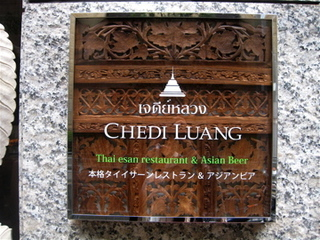 เจดีย์หลวง
CHEDI LUANG
Thai esan restaurant & Asian Beer
本格タイイサーンレストラン & アジアンビア